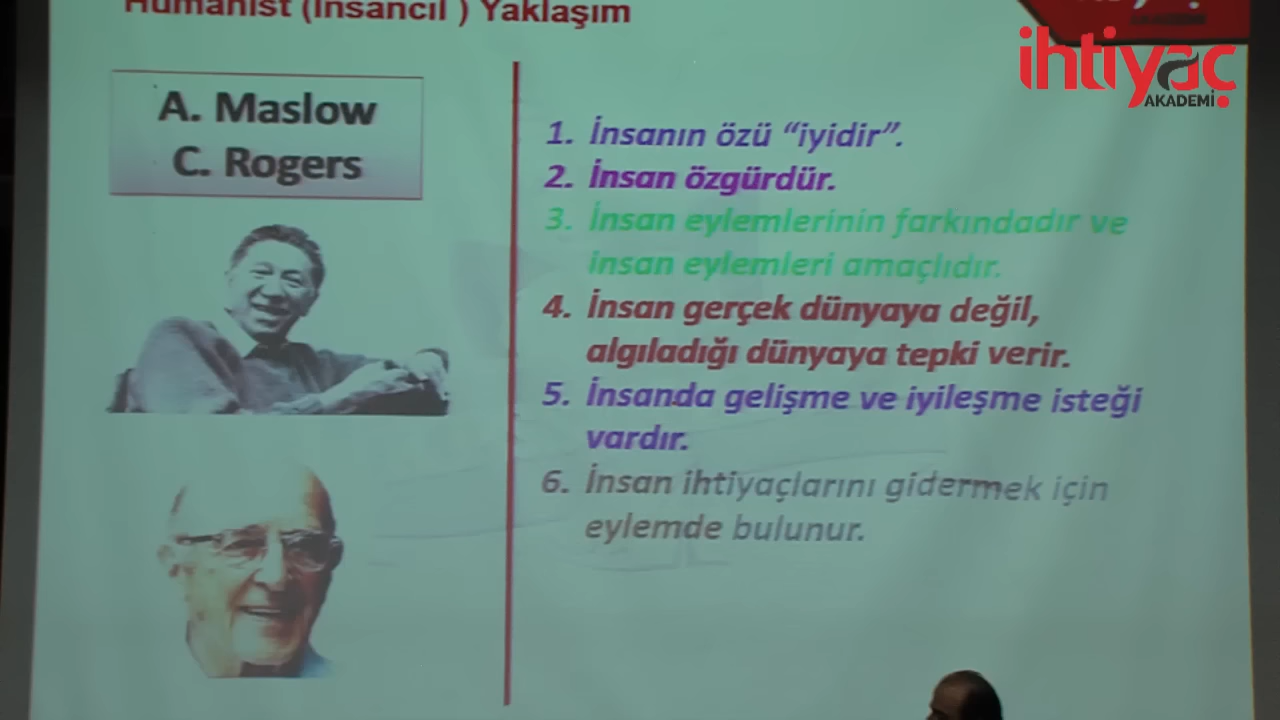 Hümanist (İnsancıl ) Yaklaşım
ihtiyaç
AKADEMİ
A. Maslow
C. Rogers
1. İnsanın özü “iyidir”.
2. İnsan özgürdür.
3. İnsan eylemlerinin farkındadır ve
insan eylemleri amaçlıdır.
4. İnsan gerçek dünyaya değil,
algıladığı dünyaya tepki verir.
5. İnsanda gelişme ve iyileşme isteği
vardır.
6. İnsan ihtiyaçlarını gidermek için
eylemde bulunur.